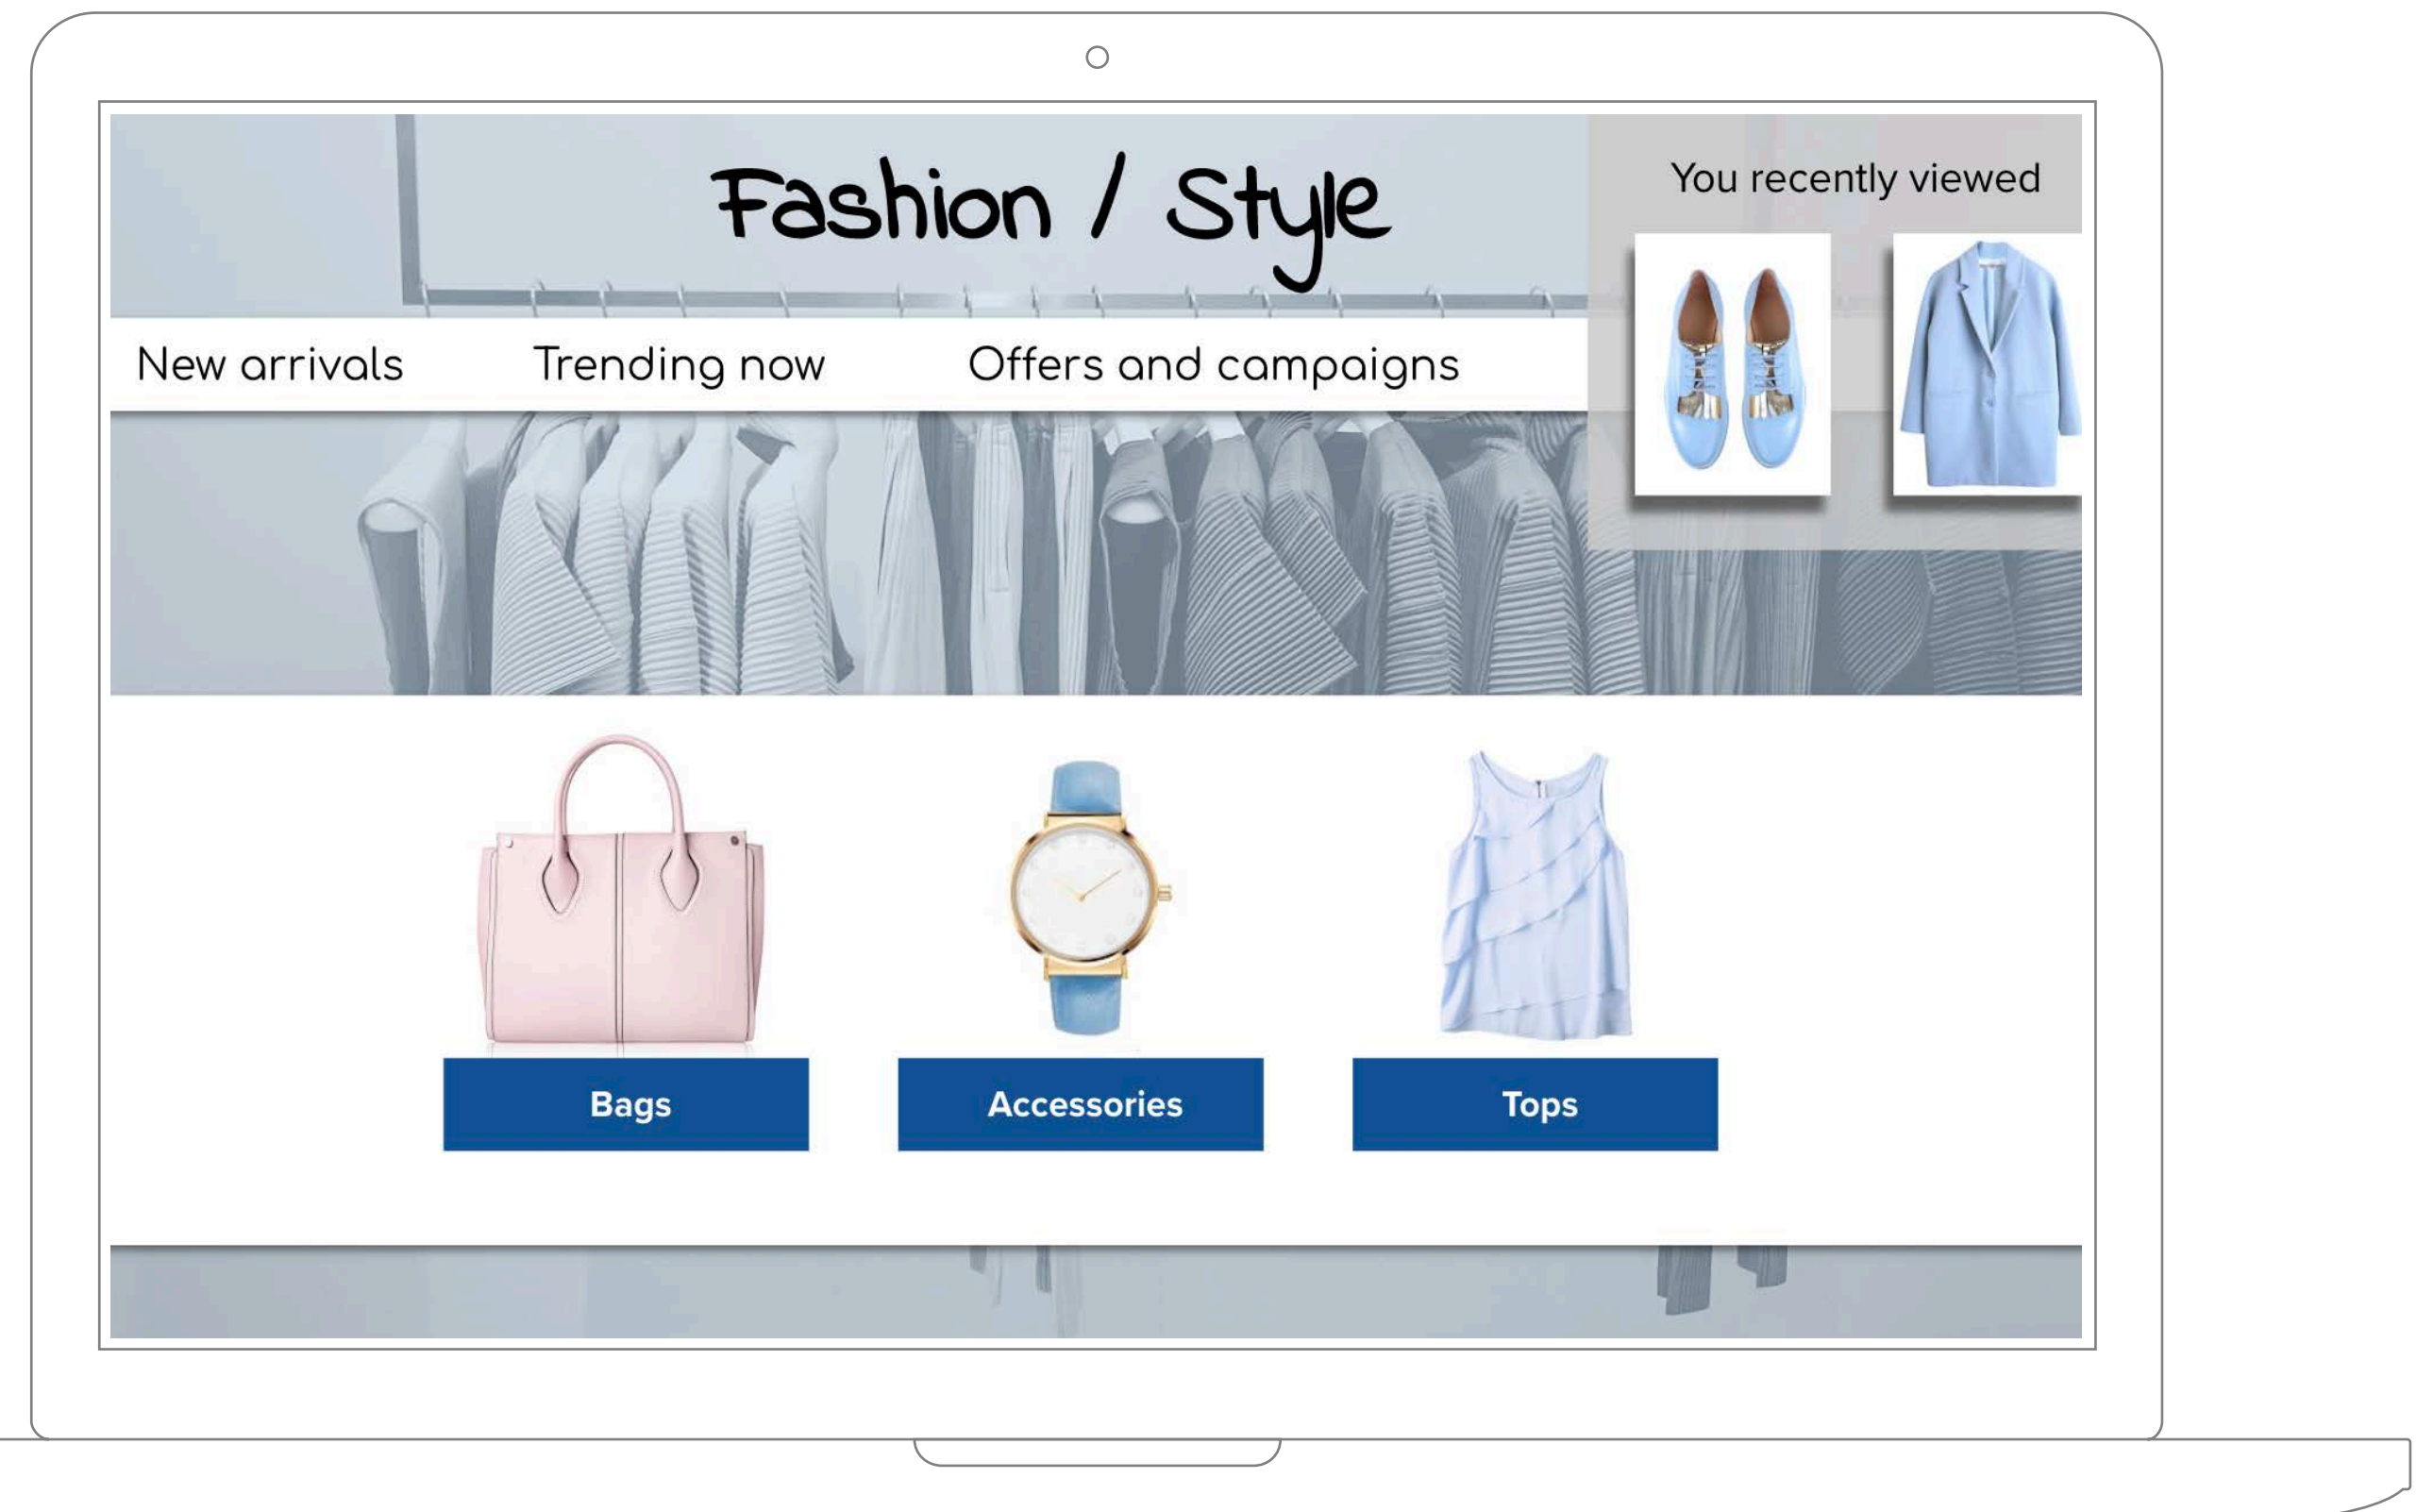 Fashion / Style
You recently viewed
New arrivals
Trending now
Offers and campaigns
Bags
Accessories
Tops